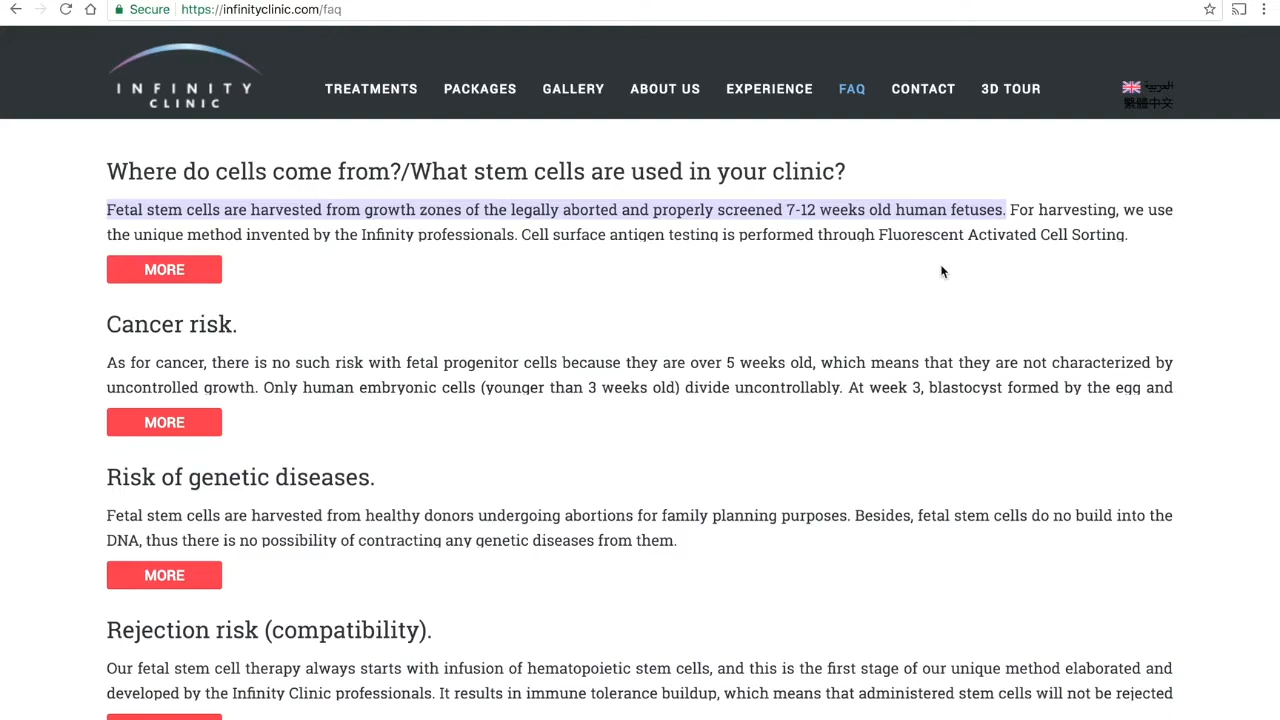 Secure https://infinityclinic.com/faq
INFINITY
CLINIC
TREATMENTS PACKAGES GALLERY ABOUT US EXPERIENCE FAQ CONTACT 3D TOUR
العربية
繁體中文
Where do cells come from?/What stem cells are used in your clinic?
Fetal stem cells are harvested from growth zones of the legally aborted and properly screened 7-12 weeks old human fetuses. For harvesting, we use
the unique method invented by the Infinity professionals. Cell surface antigen testing is performed through Fluorescent Activated Cell Sorting.
MORE
Cancer risk.
As for cancer, there is no such risk with fetal progenitor cells because they are over 5 weeks old, which means that they are not characterized by
uncontrolled growth. Only human embryonic cells (younger than 3 weeks old) divide uncontrollably. At week 3, blastocyst formed by the egg and
MORE
Risk of genetic diseases.
Fetal stem cells are harvested from healthy donors undergoing abortions for family planning purposes. Besides, fetal stem cells do no build into the
DNA, thus there is no possibility of contracting any genetic diseases from them.
MORE
Rejection risk (compatibility).
Our fetal stem cell therapy always starts with infusion of hematopoietic stem cells, and this is the first stage of our unique method elaborated and
developed by the Infinity Clinic professionals. It results in immune tolerance buildup, which means that administered stem cells will not be rejected